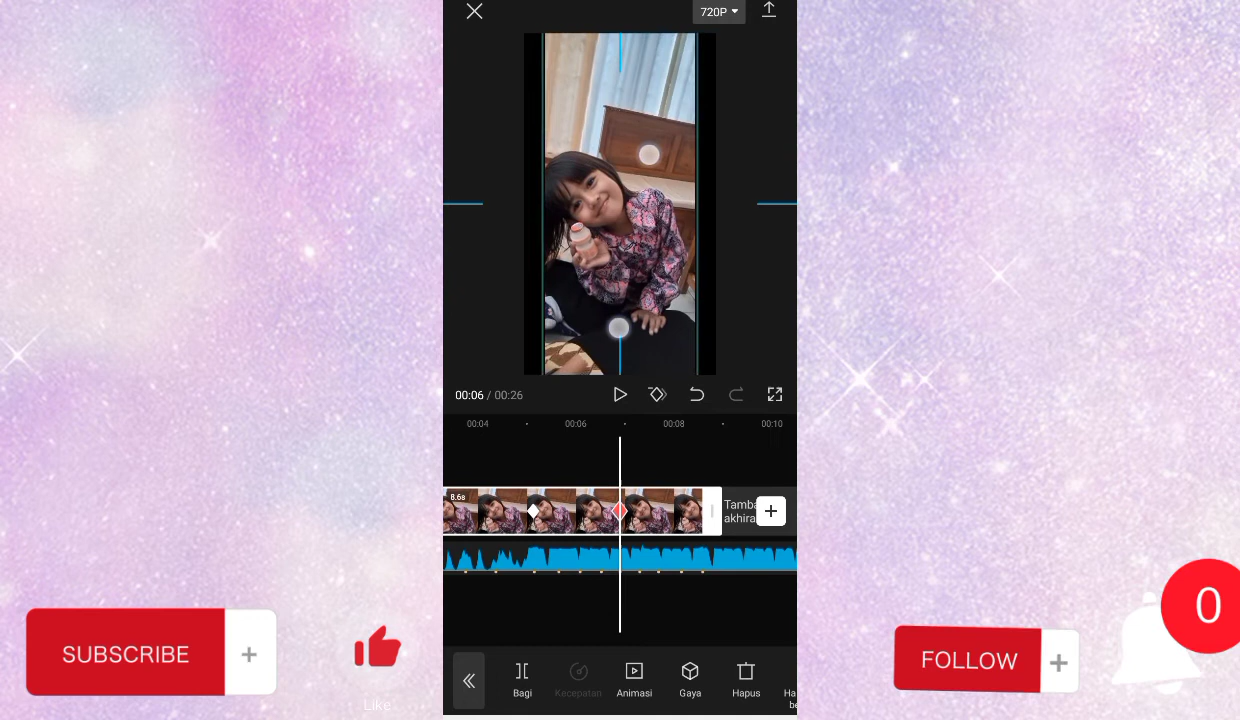 720P
00:06 / 00:26
00:04
00:06
00:08
00:10
8.6s
Tamba
akhira
SUBSCRIBE
+
Like
FOLLOW
+
0
Bagi
Kecepatan
Animasi
Gaya
Hapus
Ha
be